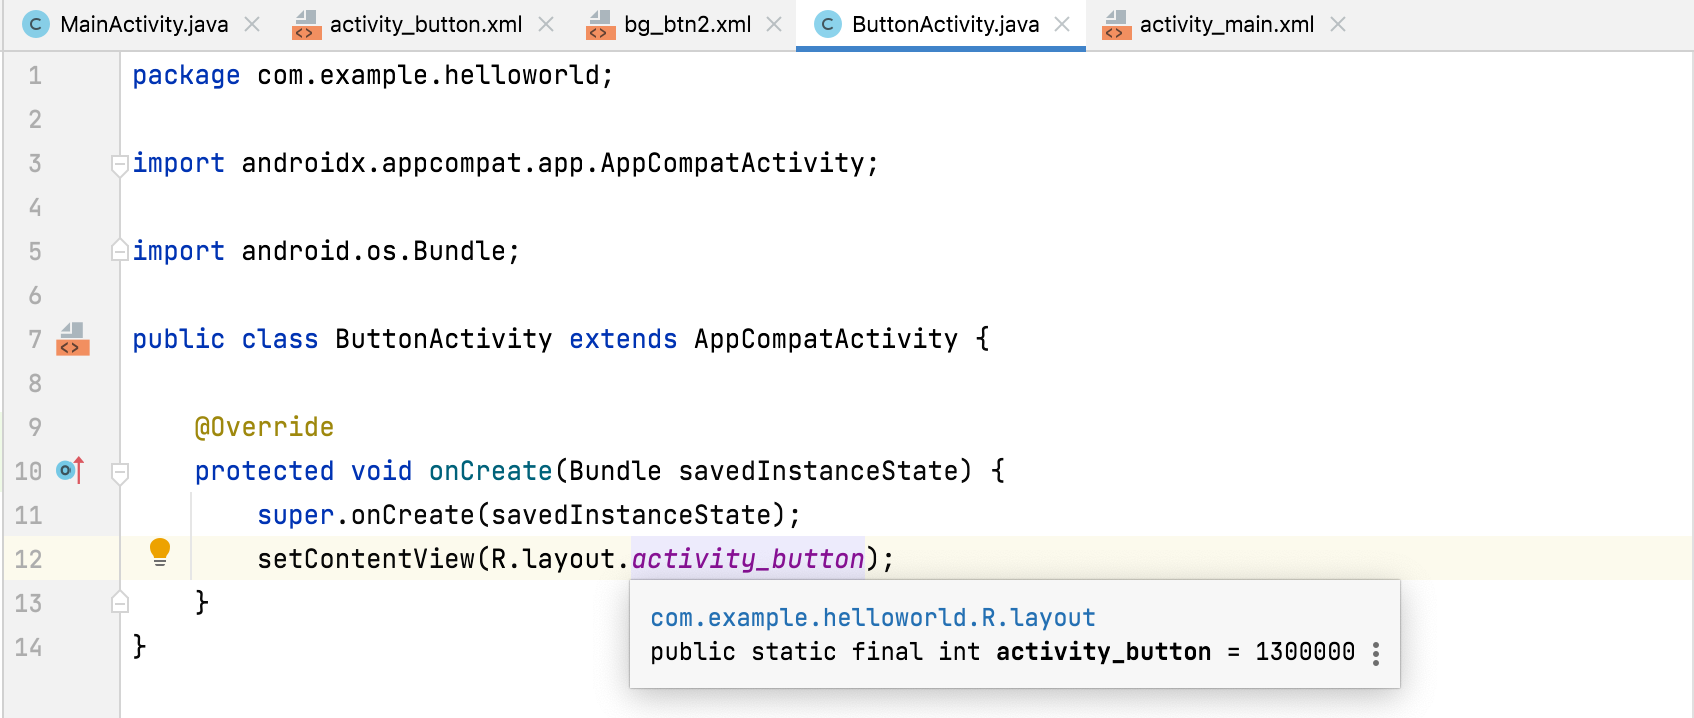 MainActivity.java activity_button.xml bg_btn2.xml ButtonActivity.java activity_main.xml
1 package com.example.helloworld;
2
3 import androidx.appcompat.app.AppCompatActivity;
4
5 import android.os.Bundle;
6
7 public class ButtonActivity extends AppCompatActivity {
8
9 @Override
10 protected void onCreate(Bundle savedInstanceState) {
11 super.onCreate(savedInstanceState);
12 setContentView(R.layout.activity_button);
13 }
com.example.helloworld.R.layout
14 }
public static final int activity_button = 1300000